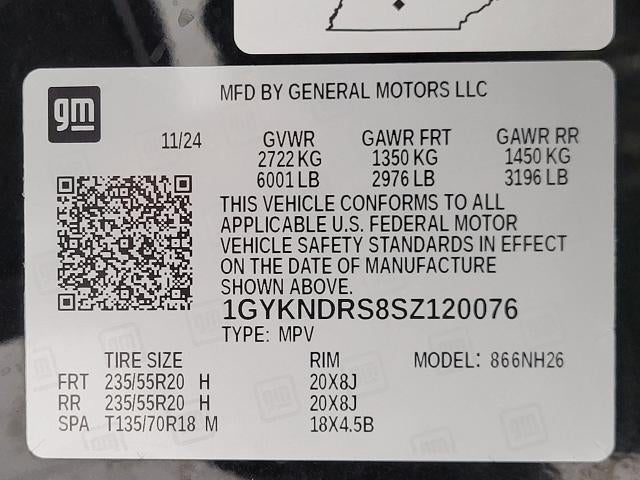 gm
MFD BY GENERAL MOTORS LLC
11/24 GVWR GAWR FRT GAWR RR
2722 KG 1350 KG 1450 KG
6001 LB 2976 LB 3196 LB
THIS VEHICLE CONFORMS TO ALL
APPLICABLE U.S. FEDERAL MOTOR
VEHICLE SAFETY STANDARDS IN EFFECT
ON THE DATE OF MANUFACTURE
SHOWN ABOVE.
1GYKNDRS8SZ120076
TYPE: MPV
TIRE SIZE RIM MODEL: 866NH26
FRT 235/55R20 H 20X8J
RR 235/55R20 H 20X8J
SPA T135/70R18 M 18X4.5B